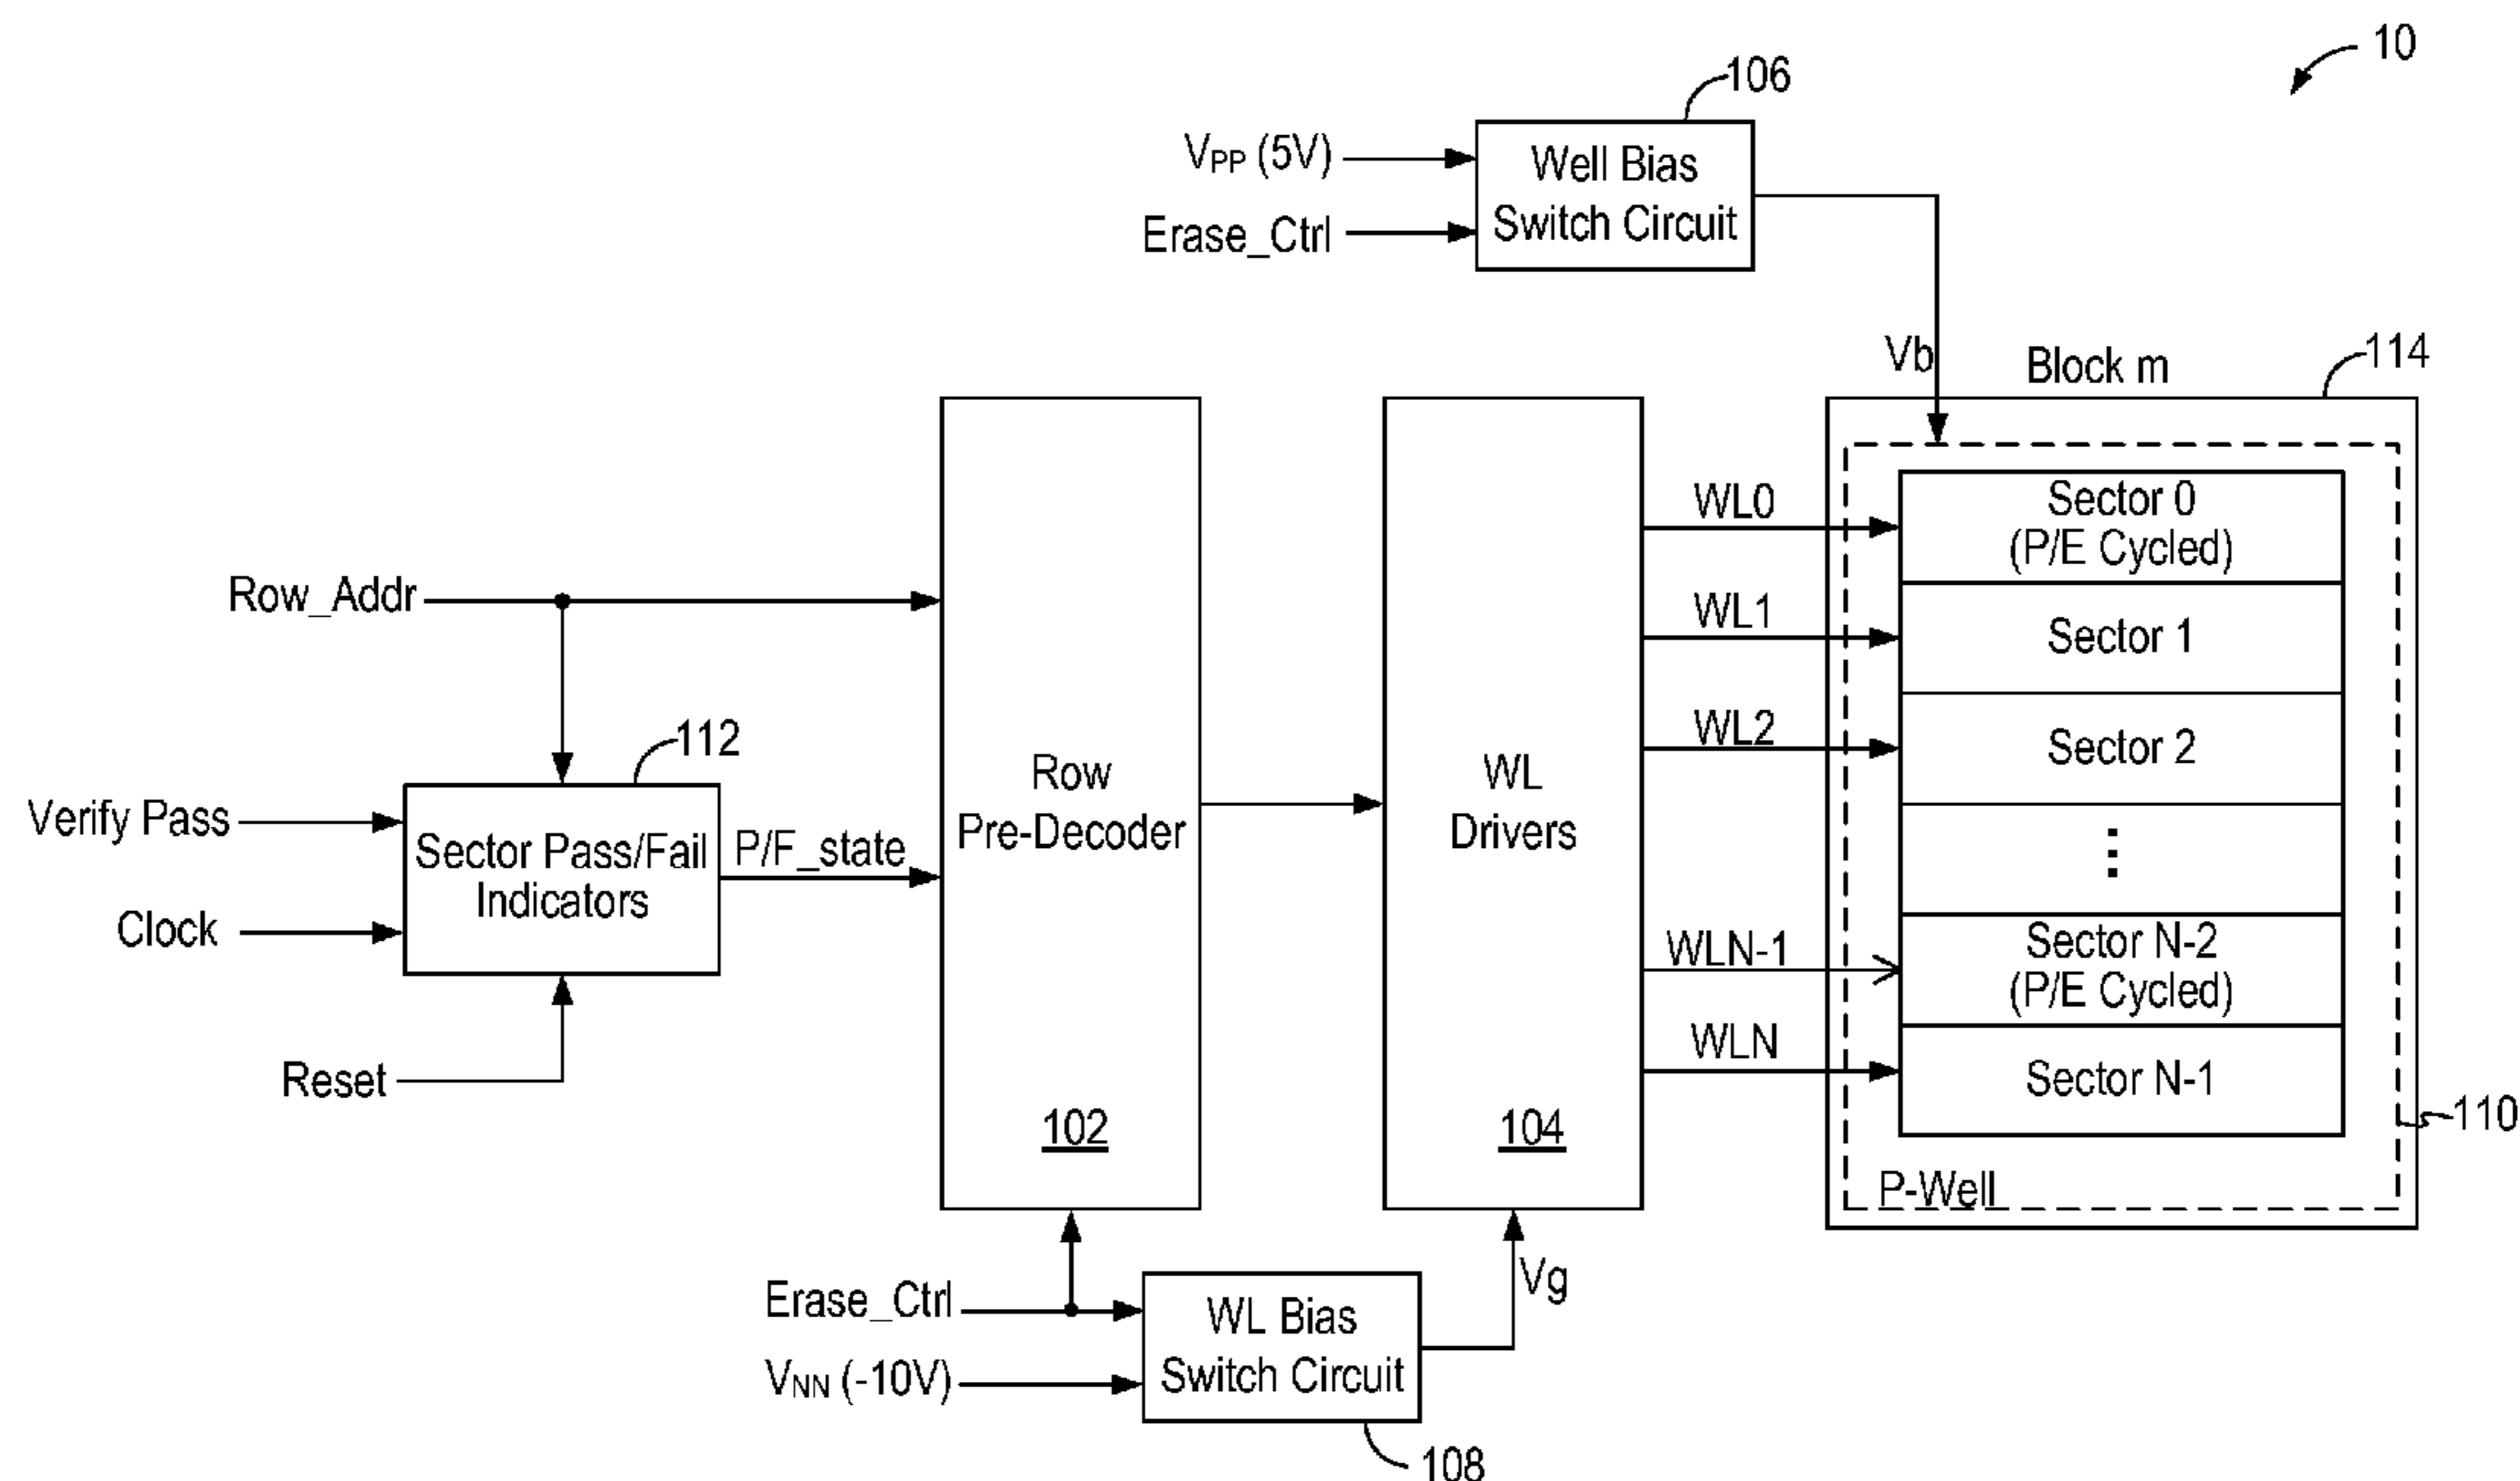 10
106
V_PP (5V)
Erase_Ctrl
Well Bias
Switch Circuit
Vb
Block m
114
Row_Addr
Verify Pass
Clock
Reset
112
Sector Pass/Fail
Indicators
P/F_state
Row
Pre-Decoder
102
WL
Drivers
104
WL0
WL1
WL2
WLN-1
WLN
Sector 0
(P/E Cycled)
Sector 1
Sector 2
⋮
Sector N-2
(P/E Cycled)
Sector N-1
P-Well
110
Erase_Ctrl
V_NN (-10V)
WL Bias
Switch Circuit
Vg
108